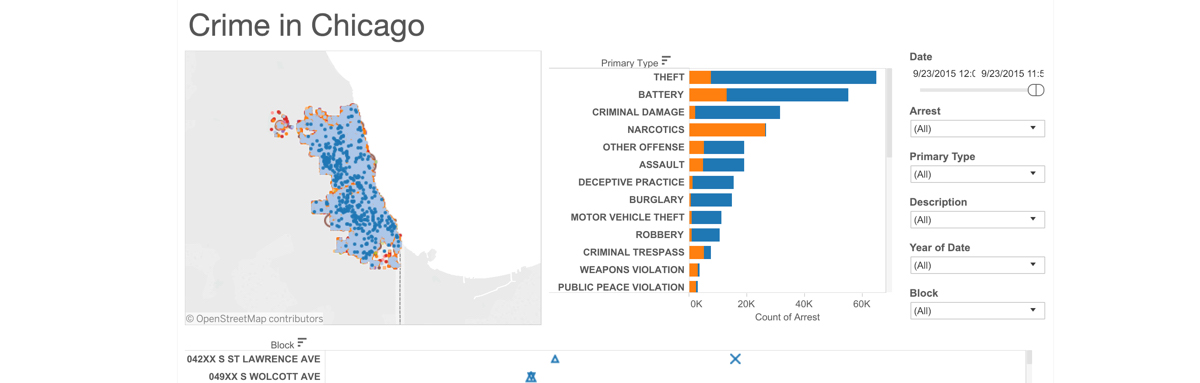 Crime in Chicago
© OpenStreetMap contributors
Primary Type
THEFT
BATTERY
CRIMINAL DAMAGE
NARCOTICS
OTHER OFFENSE
ASSAULT
DECEPTIVE PRACTICE
BURGLARY
MOTOR VEHICLE THEFT
ROBBERY
CRIMINAL TRESPASS
WEAPONS VIOLATION
PUBLIC PEACE VIOLATION
0K 20K 40K 60K
Count of Arrest
Date
9/23/2015 12:0 9/23/2015 11:5
Arrest
(All)
Primary Type
(All)
Description
(All)
Year of Date
(All)
Block
(All)
Block
042XX S ST LAWRENCE AVE
049XX S WOLCOTT AVE